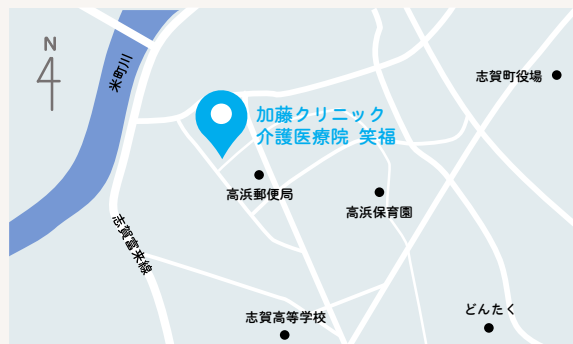 N
米町川
志賀町役場
加藤クリニック
介護医療院 笑福
高浜郵便局
高浜保育園
志賀富来線
志賀高等学校
どんたく